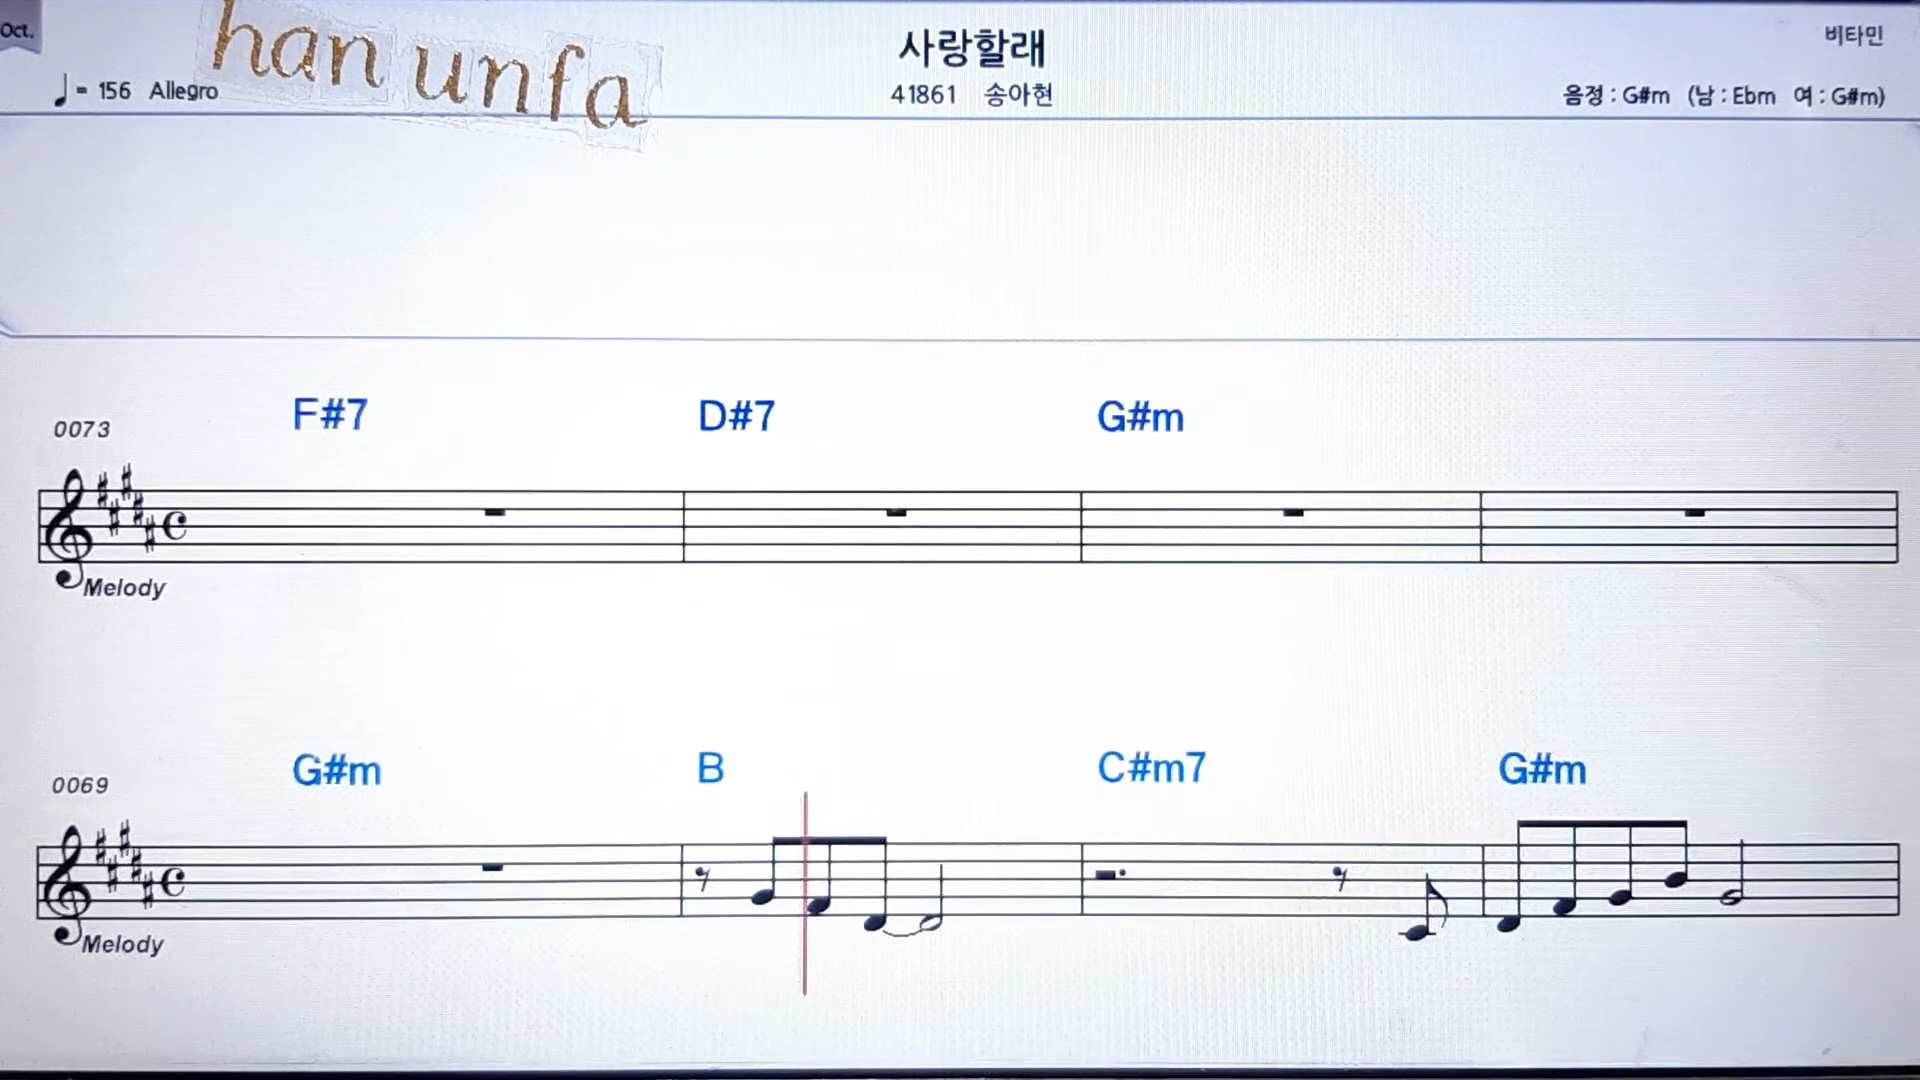 Oct.
han unfa
사랑할래
비타민
♩= 156 Allegro
41861 송아현
음정 : G#m (남 : Ebm 여 : G#m)
F#7 D#7 G#m
0073
Melody
G#m B C#m7 G#m
0069
Melody